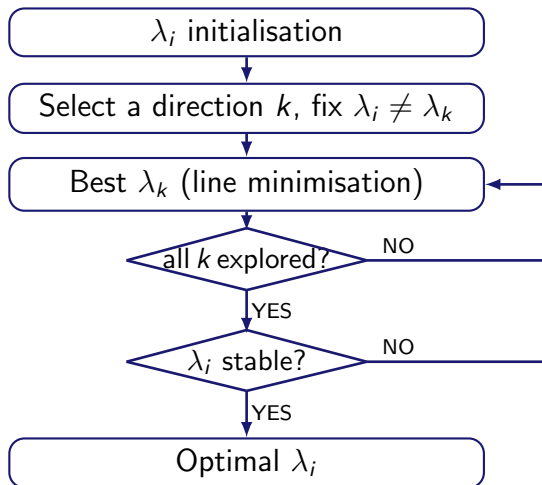 λᵢ initialisation
Select a direction k, fix λᵢ ≠ λₖ
Best λₖ (line minimisation)
all k explored?
NO
YES
λᵢ stable?
NO
YES
Optimal λᵢ